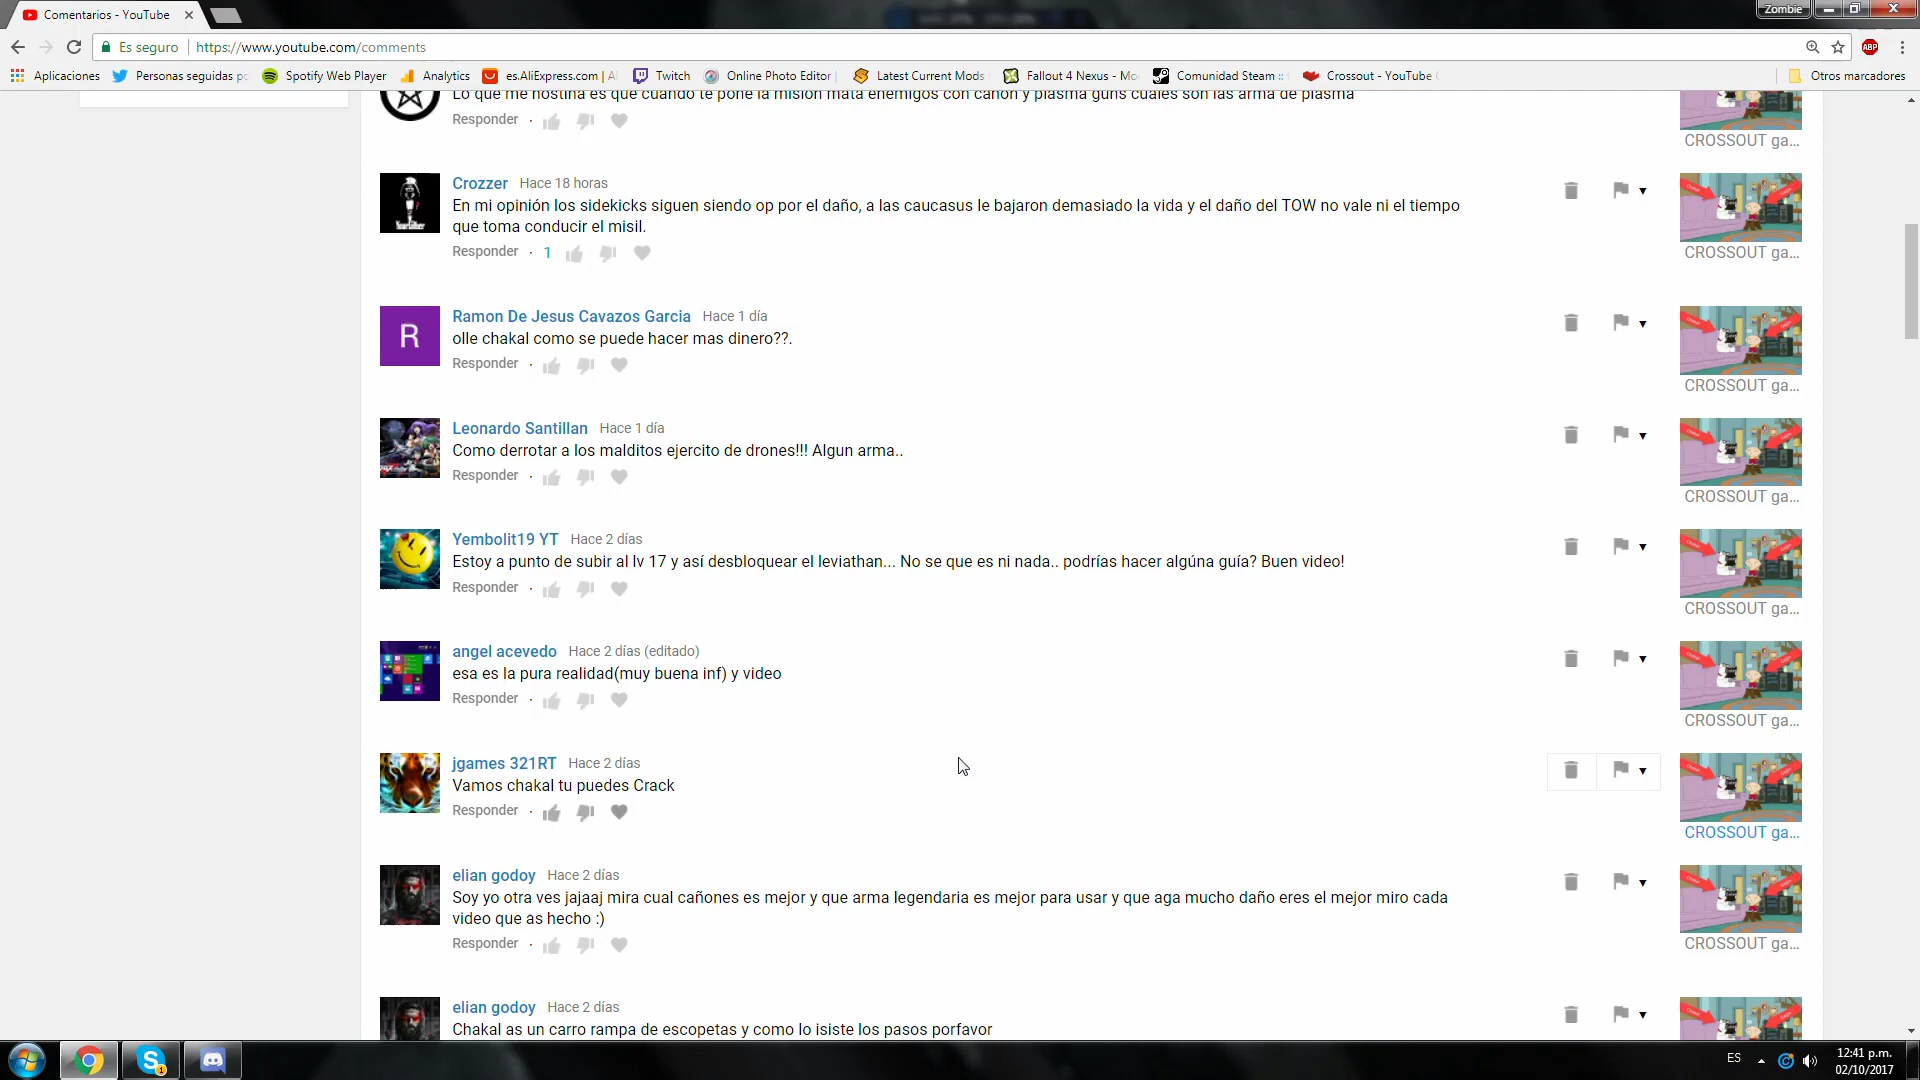 Comentarios - YouTube
Zombie
Es seguro
https://www.youtube.com/comments
ABP
Aplicaciones
Personas seguidas
Spotify Web Player
Analytics
es.AliExpress.com |
Twitch
Online Photo Editor
Latest Current Mods
Fallout 4 Nexus - Mo
Comunidad Steam ::
Crossout - YouTube
Otros marcadores
Lo que me hostina es que cuando te pone la mision mata enemigos con cañon y plasma guns cuales son las arma de plasma
Responder
CROSSOUT ga...
Crozzer Hace 18 horas
En mi opinión los sidekicks siguen siendo op por el daño, a las caucasus le bajaron demasiado la vida y el daño del TOW no vale ni el tiempo
que toma conducir el misil.
Responder · 1
CROSSOUT ga...
R
Ramon De Jesus Cavazos Garcia Hace 1 día
olle chakal como se puede hacer mas dinero??.
Responder
CROSSOUT ga...
Leonardo Santillan Hace 1 día
Como derrotar a los malditos ejercito de drones!!! Algun arma..
Responder
CROSSOUT ga...
Yembolit19 YT Hace 2 días
Estoy a punto de subir al lv 17 y así desbloquear el leviathan... No se que es ni nada.. podrías hacer algúna guía? Buen video!
Responder
CROSSOUT ga...
angel acevedo Hace 2 días (editado)
esa es la pura realidad(muy buena inf) y video
Responder
CROSSOUT ga...
jgames 321RT Hace 2 días
Vamos chakal tu puedes Crack
Responder
CROSSOUT ga...
elian godoy Hace 2 días
Soy yo otra ves jajaaj mira cual cañones es mejor y que arma legendaria es mejor para usar y que aga mucho daño eres el mejor miro cada
video que as hecho :)
Responder
CROSSOUT ga...
elian godoy Hace 2 días
Chakal as un carro rampa de escopetas y como lo isiste los pasos porfavor
ES
12:41 p.m.
02/10/2017